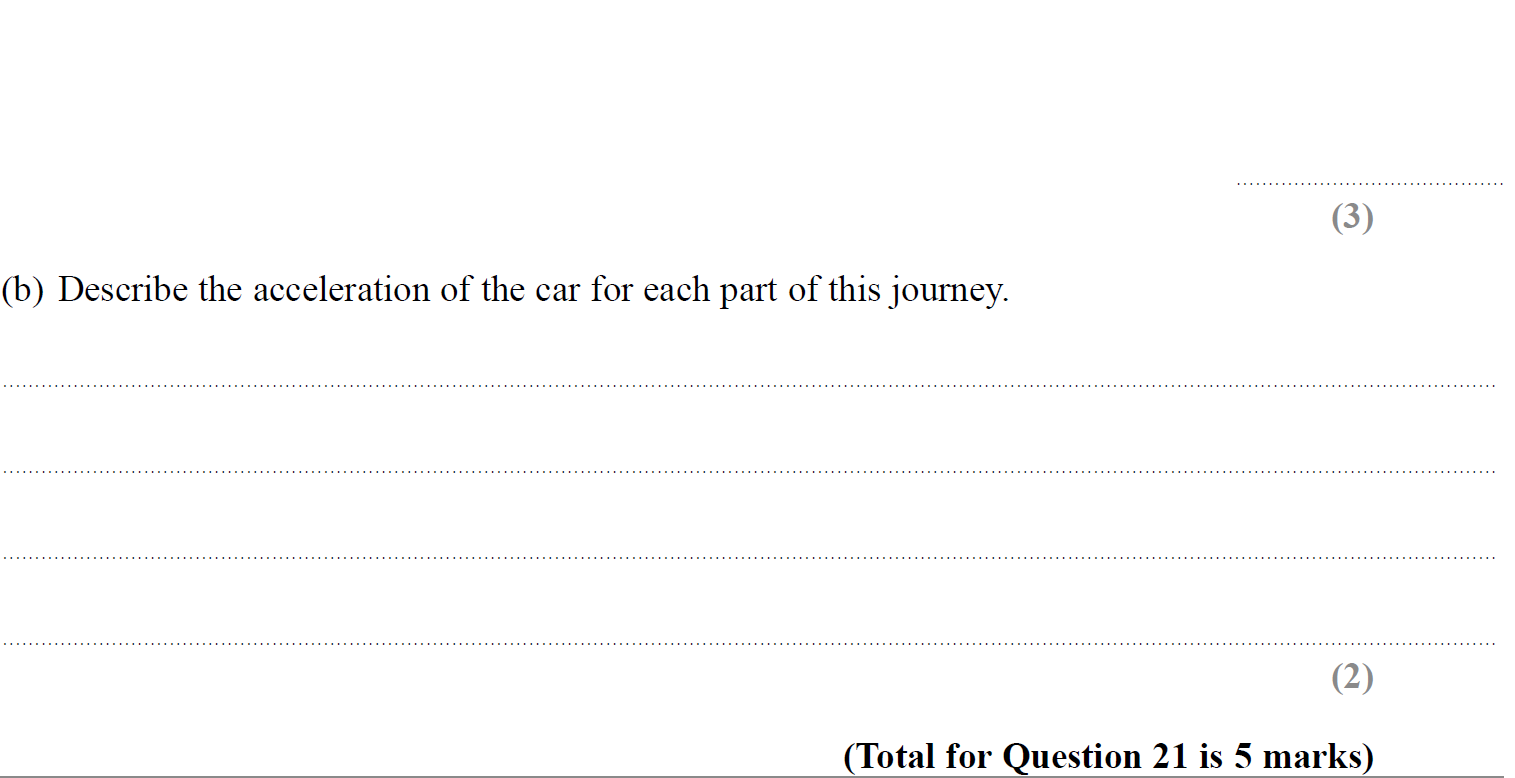 (3)
(b) Describe the acceleration of the car for each part of this journey.
(2)
(Total for Question 21 is 5 marks)